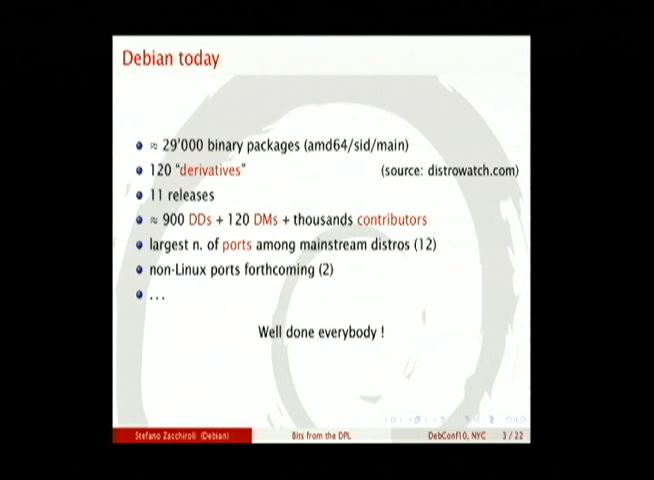 Debian today
≈ 29'000 binary packages (amd64/sid/main)
120 "derivatives" (source: distrowatch.com)
11 releases
≈ 900 DDs + 120 DMs + thousands contributors
largest n. of ports among mainstream distros (12)
non-Linux ports forthcoming (2)
...
Well done everybody !
Stefano Zacchiroli (Debian) Bits from the DPL DebConf10, NYC 3 / 22